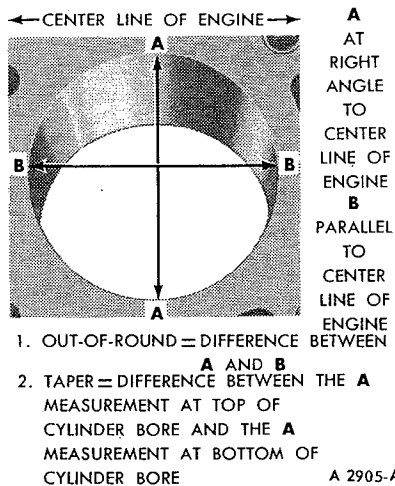 CENTER LINE OF ENGINE
A
B
B
A
A
AT
RIGHT
ANGLE
TO
CENTER
LINE OF
ENGINE
B
PARALLEL
TO
CENTER
LINE OF
ENGINE
1. OUT-OF-ROUND = DIFFERENCE BETWEEN
A AND B
2. TAPER = DIFFERENCE BETWEEN THE A
MEASUREMENT AT TOP OF
CYLINDER BORE AND THE A
MEASUREMENT AT BOTTOM OF
CYLINDER BORE
A 2905-A